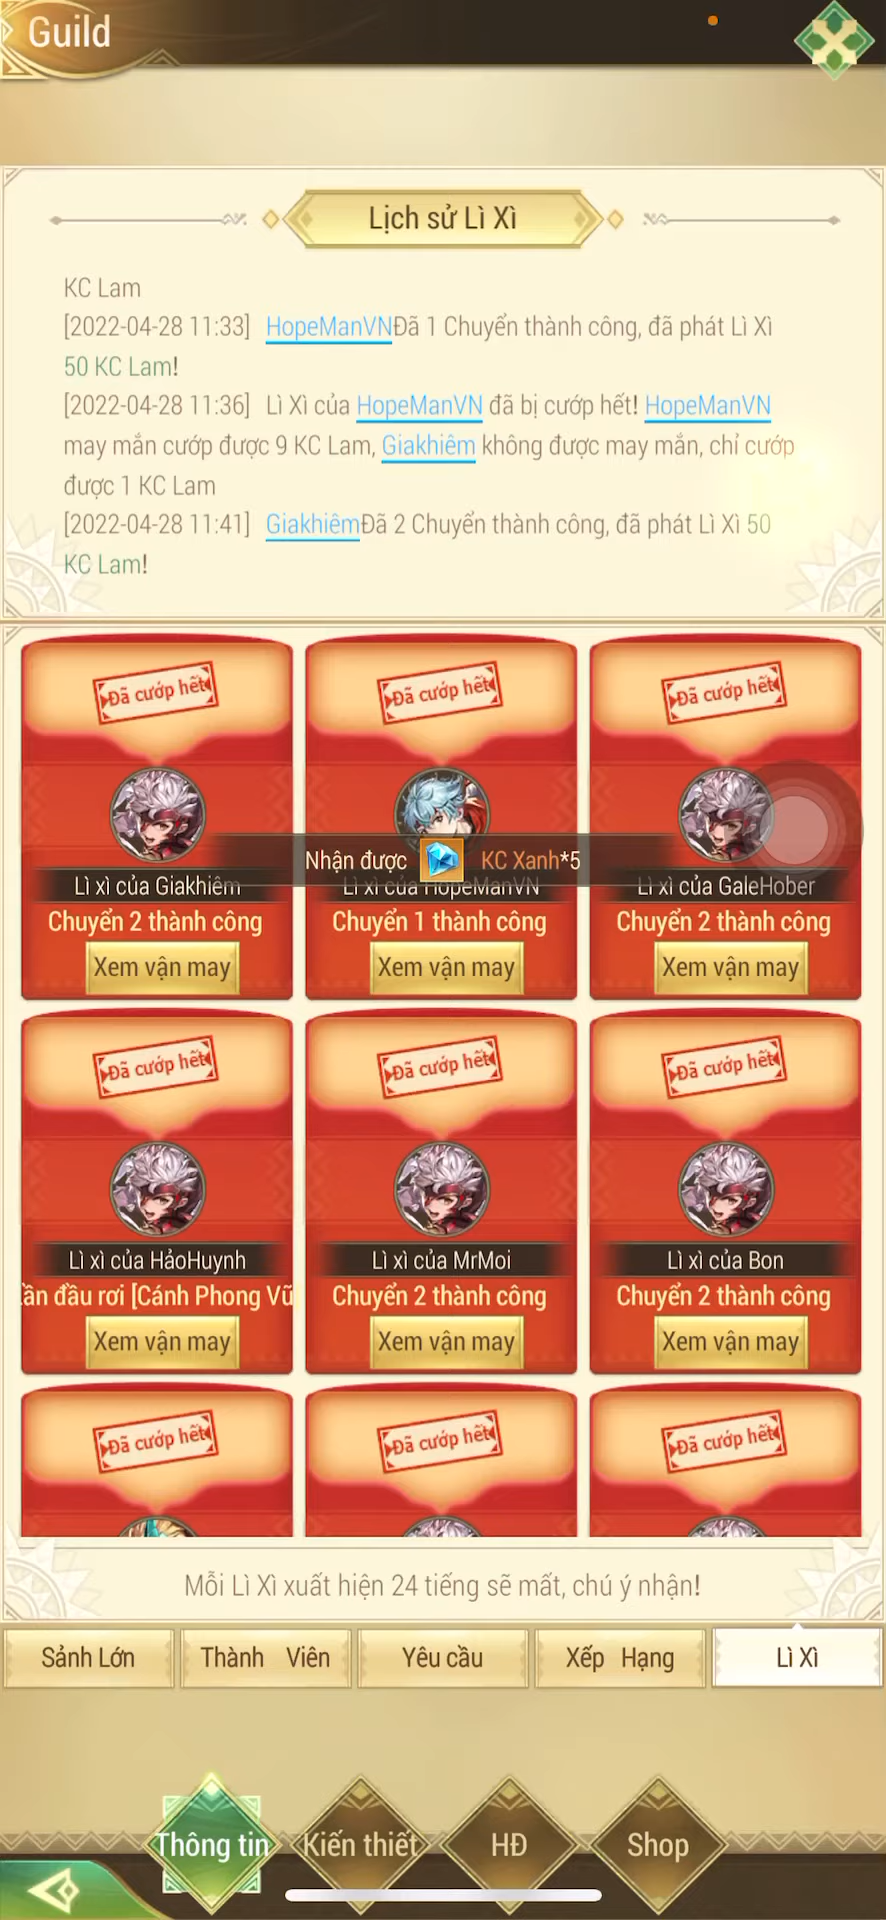 Guild
Lịch sử Lì Xì
KC Lam
[2022-04-28 11:33] HopeManVNĐã 1 Chuyển thành công, đã phát Lì Xì
50 KC Lam!
[2022-04-28 11:36] Lì Xì của HopeManVN đã bị cướp hết! HopeManVN
may mắn cướp được 9 KC Lam, Giakhiêm không được may mắn, chỉ cướp
được 1 KC Lam
[2022-04-28 11:41] GiakhiêmĐã 2 Chuyển thành công, đã phát Lì Xì 50
KC Lam!
Đã cướp hết
Đã cướp hết
Đã cướp hết
Nhận được KC Xanh*5
Lì xì của Giakhiêm
Lì xì của HopeManVN
Lì xì của GaleHober
Chuyển 2 thành công
Chuyển 1 thành công
Chuyển 2 thành công
Xem vận may
Xem vận may
Xem vận may
Đã cướp hết
Đã cướp hết
Đã cướp hết
Lì xì của HảoHuynh
Lì xì của MrMoi
Lì xì của Bon
ần đầu rơi [Cánh Phong Vũ
Chuyển 2 thành công
Chuyển 2 thành công
Xem vận may
Xem vận may
Xem vận may
Đã cướp hết
Đã cướp hết
Đã cướp hết
Mỗi Lì Xì xuất hiện 24 tiếng sẽ mất, chú ý nhận!
Sảnh Lớn
Thành Viên
Yêu cầu
Xếp Hạng
Lì Xì
Thông tin
Kiến thiết
HĐ
Shop